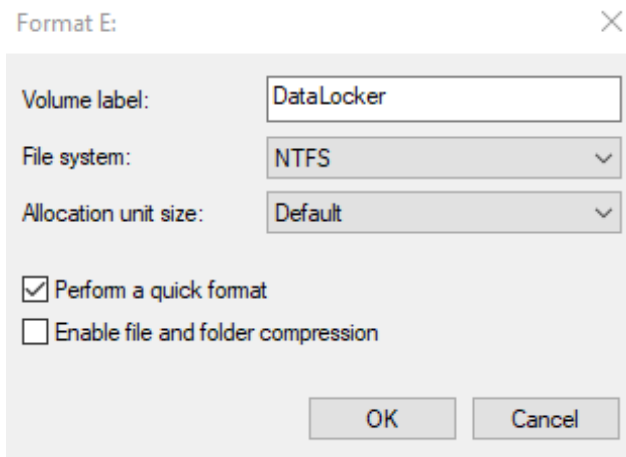 Format E:
Volume label: DataLocker
File system: NTFS
Allocation unit size: Default
Perform a quick format
Enable file and folder compression
OK Cancel